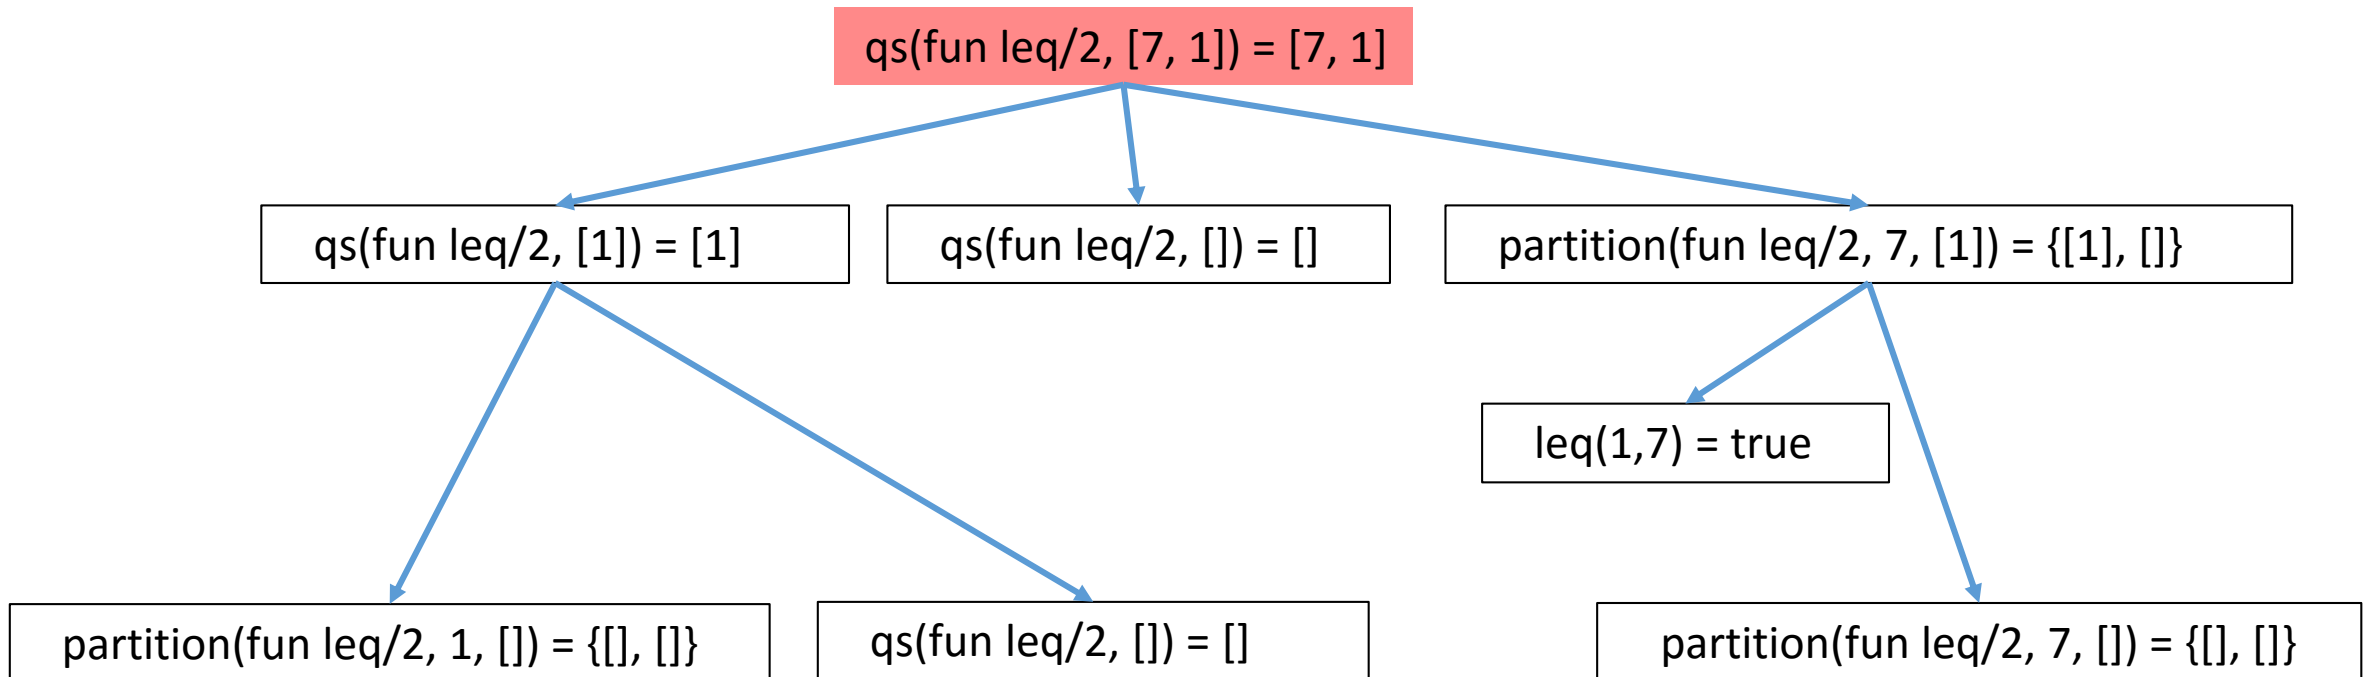 qs(fun leq/2, [7, 1]) = [7, 1]
qs(fun leq/2, [1]) = [1]
qs(fun leq/2, []) = []
partition(fun leq/2, 7, [1]) = {[1], []}
leq(1,7) = true
partition(fun leq/2, 1, []) = {[], []}
qs(fun leq/2, []) = []
partition(fun leq/2, 7, []) = {[], []}